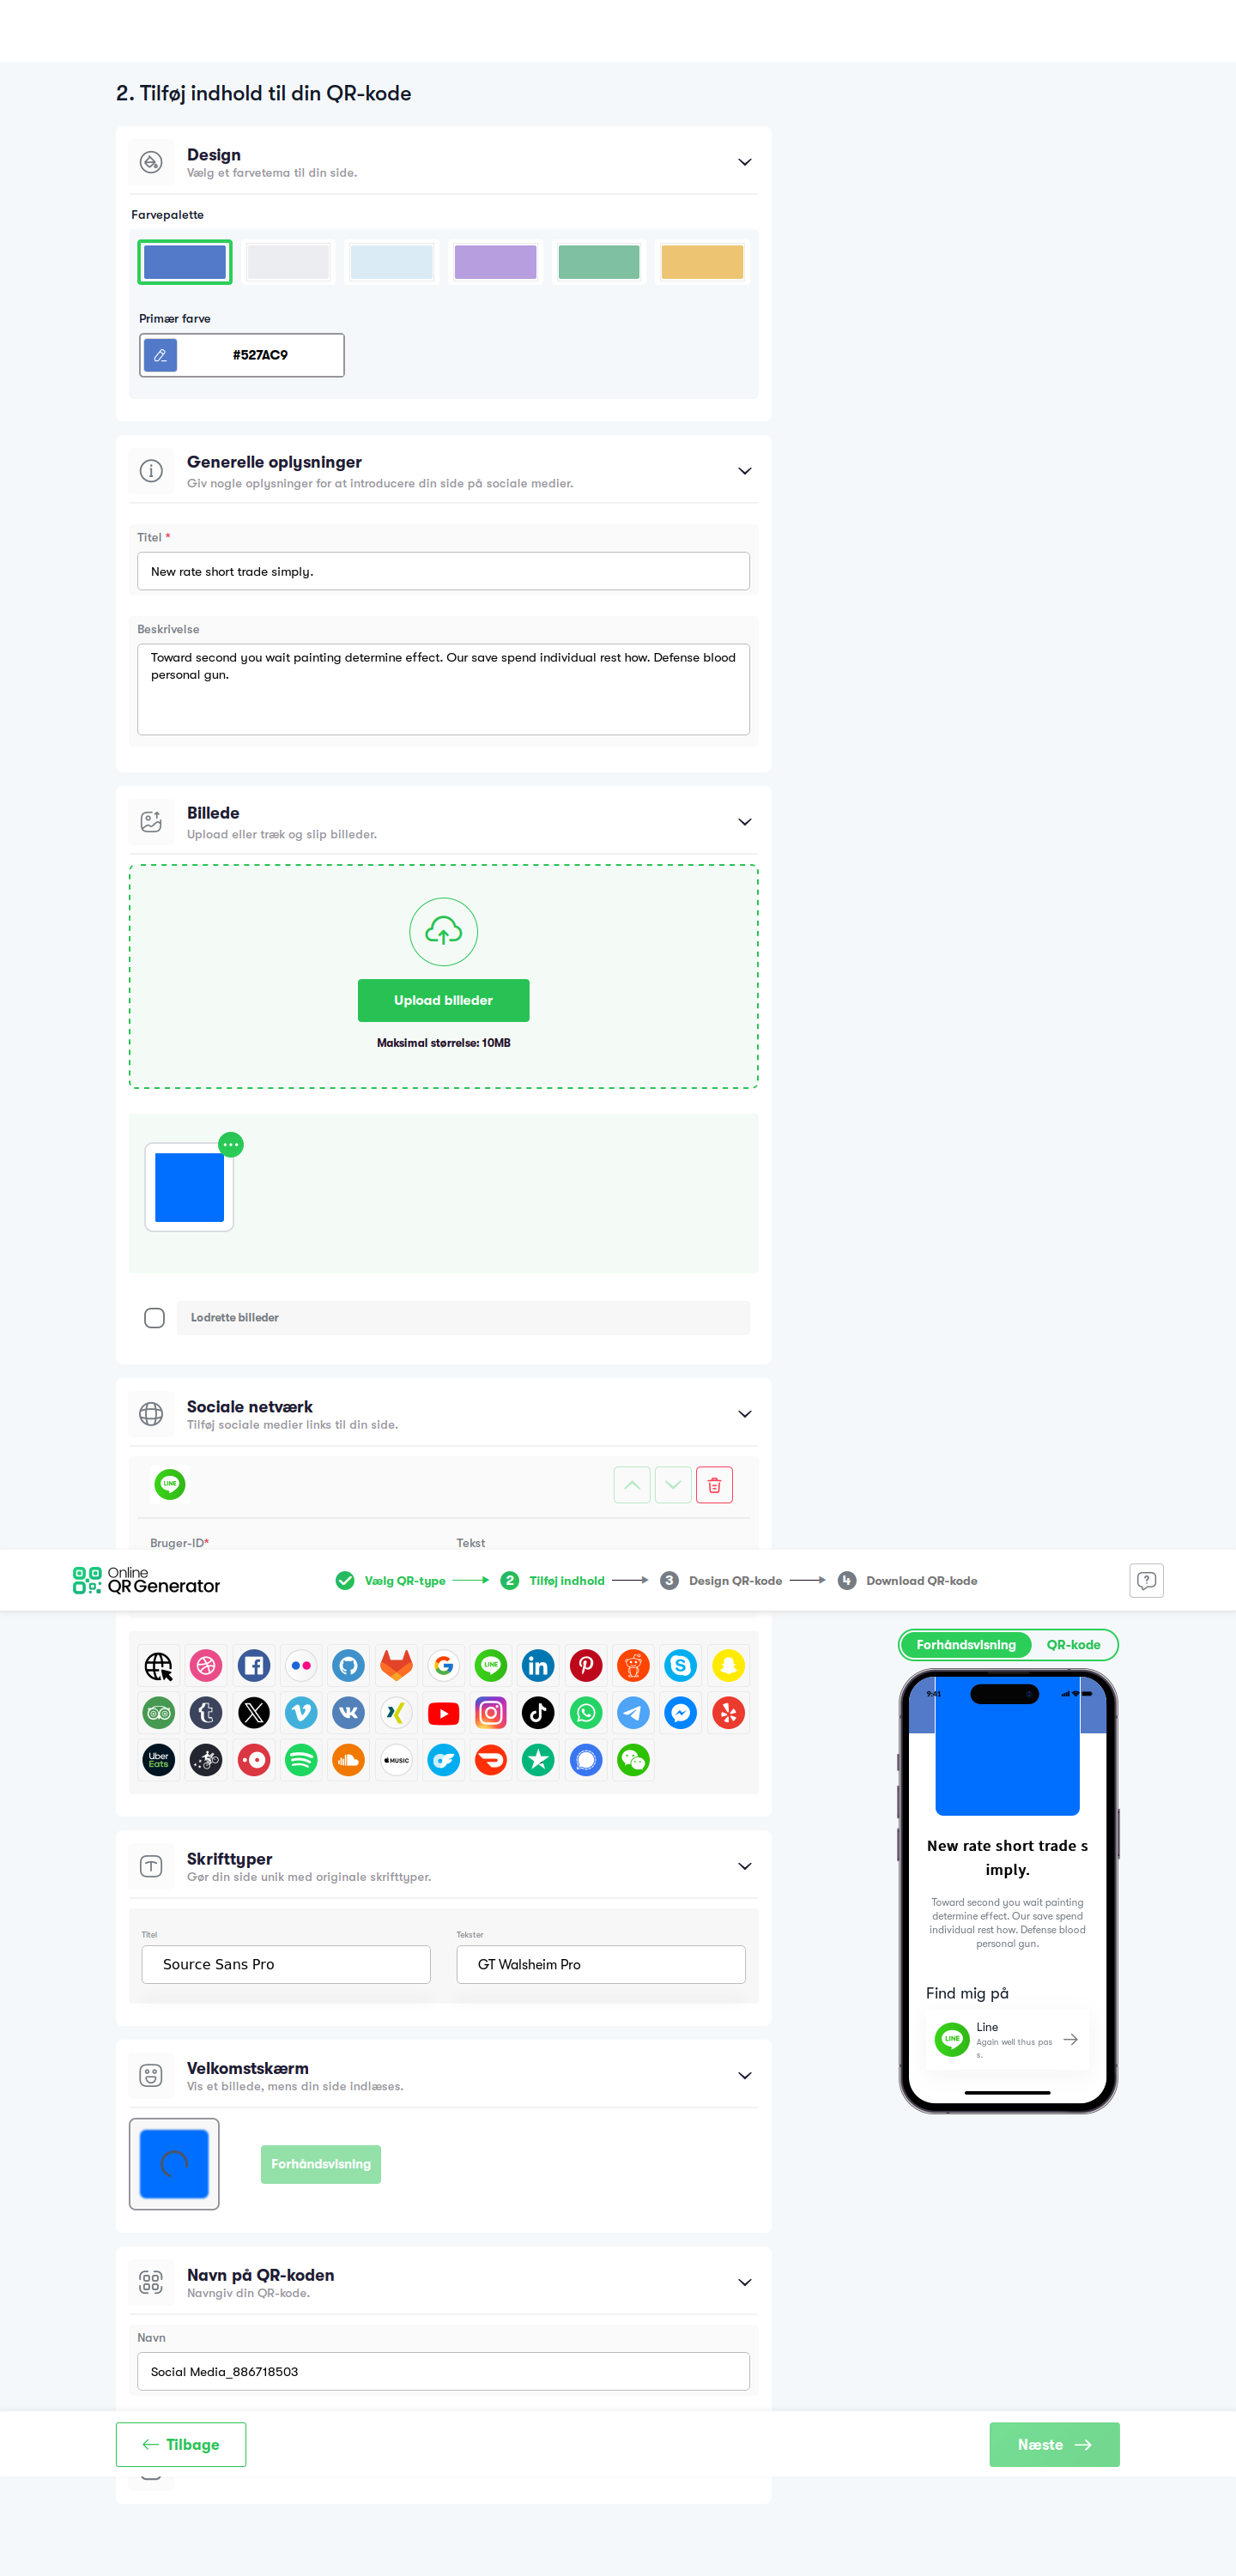 2. Tilføj indhold til din QR-kode
Design
Vælg et farvetema til din side.
Farvepalette
Primær farve
#527AC9
Generelle oplysninger
Giv nogle oplysninger for at introducere din side på sociale medier.
Titel *
New rate short trade simply.
Beskrivelse
Toward second you wait painting determine effect. Our save spend individual rest how. Defense blood
personal gun.
Billede
Upload eller træk og slip billeder.
Upload billeder
Maksimal størrelse: 10MB
Lodrette billeder
Sociale netværk
Tilføj sociale medier links til din side.
LINE
Bruger-ID*
Tekst
Online
QR Generator
Vælg QR-type
2 Tilføj indhold
3 Design QR-kode
4 Download QR-kode
Forhåndsvisning
QR-kode
LINE
Uber
Eats
MUSIC
9:41
New rate short trade s
imply.
Toward second you wait painting
determine effect. Our save spend
individual rest how. Defense blood
personal gun.
Find mig på
LINE
Line
Again well thus pas
s.
Skrifttyper
Gør din side unik med originale skrifttyper.
Titel
Source Sans Pro
Tekster
GT Walsheim Pro
Velkomstskærm
Vis et billede, mens din side indlæses.
Forhåndsvisning
Navn på QR-koden
Navngiv din QR-kode.
Navn
Social Media_886718503
Tilbage
Næste